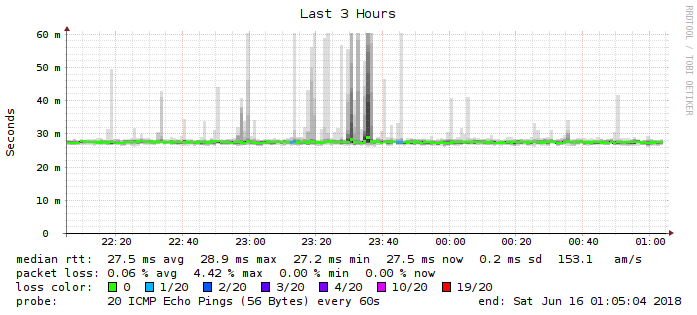 Last 3 Hours
RRDTOOL / TOBI OETIKER
Seconds
60 m
50 m
40 m
30 m
20 m
10 m
0
22:20 22:40 23:00 23:20 23:40 00:00 00:20 00:40 01:00
median rtt: 27.5 ms avg 28.9 ms max 27.2 ms min 27.5 ms now 0.2 ms sd 153.1 am/s
packet loss: 0.06 % avg 4.42 % max 0.00 % min 0.00 % now
loss color: 0 1/20 2/20 3/20 4/20 10/20 19/20
probe: 20 ICMP Echo Pings (56 Bytes) every 60s end: Sat Jun 16 01:05:04 2018